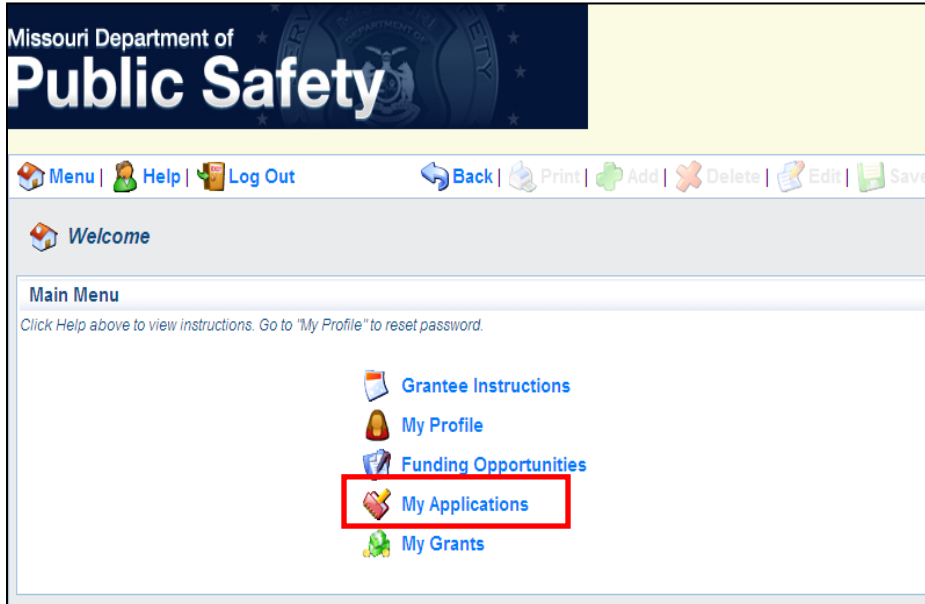 Missouri Department of
Public Safety
Menu | Help | Log Out Back | Print | Add | Delete | Edit | Save
Welcome
Main Menu
Click Help above to view instructions. Go to "My Profile" to reset password.
Grantee Instructions
My Profile
Funding Opportunities
My Applications
My Grants